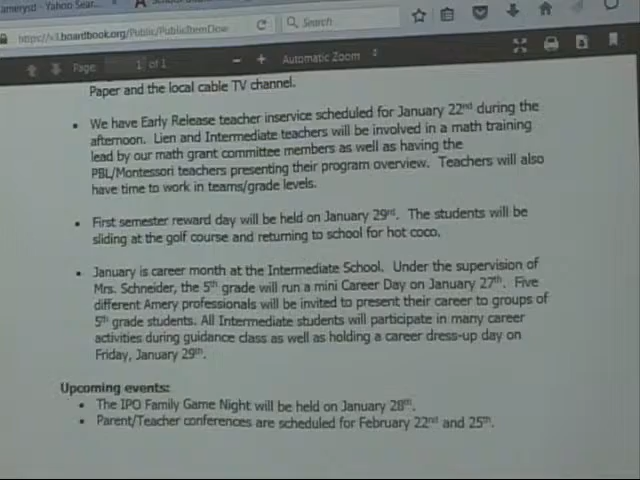 amerysd - Yahoo Sear...
https://v3.boardbook.org/Public/PublicItemDow
Search
Page 1 of 1
Automatic Zoom
Paper and the local cable TV channel.
• We have Early Release teacher inservice scheduled for January 22nd during the
afternoon. Lien and Intermediate teachers will be involved in a math training
lead by our math grant committee members as well as having the
PBL/Montessori teachers presenting their program overview. Teachers will also
have time to work in teams/grade levels.
• First semester reward day will be held on January 29th. The students will be
sliding at the golf course and returning to school for hot coco.
• January is career month at the Intermediate School. Under the supervision of
Mrs. Schneider, the 5th grade will run a mini Career Day on January 27th. Five
different Amery professionals will be invited to present their career to groups of
5th grade students. All Intermediate students will participate in many career
activities during guidance class as well as holding a career dress-up day on
Friday, January 29th.
Upcoming events:
• The IPO Family Game Night will be held on January 28th.
• Parent/Teacher conferences are scheduled for February 22nd and 25th.